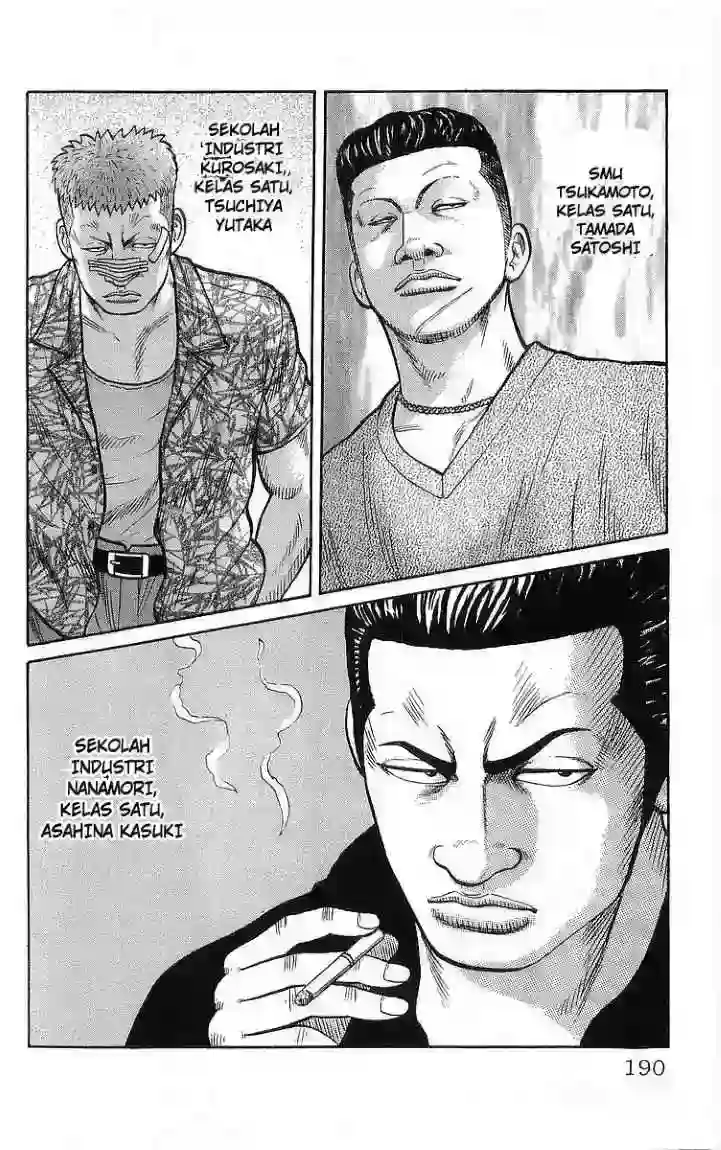 SMU
TSUKAMOTO,
KELAS SATU,
TAMADA
SATOSHI
SEKOLAH
'INDUSTRI
KUROSAKI,,
KELAS SATU,
TSUCHIYA
YUTAKA
SEKOLAH
INDUSTRI
NANAMORI,
KELAS SATU,
ASAHINA KASUKI
190